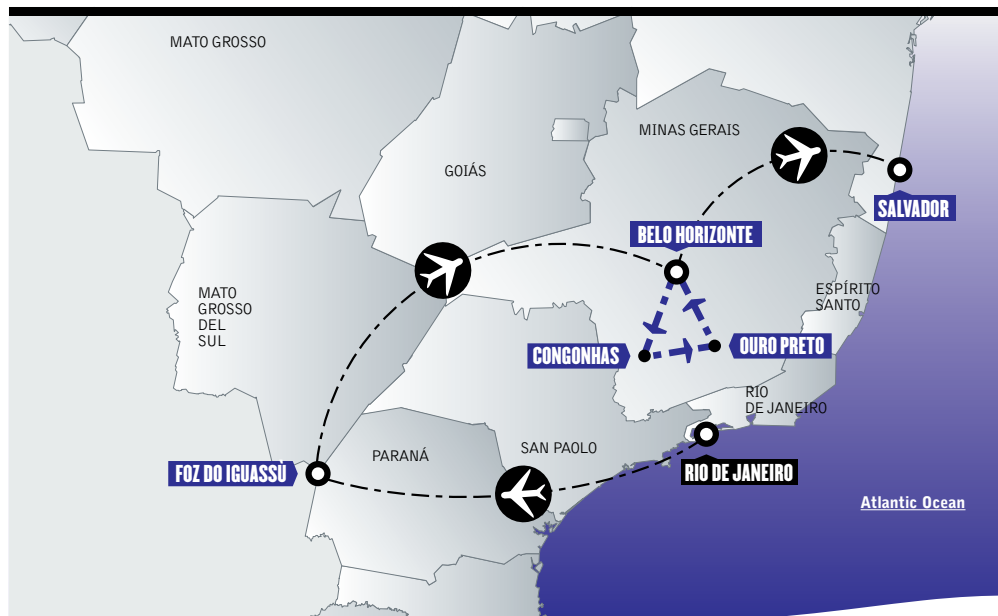 MATO GROSSO
MINAS GERAIS
GOIÁS
SALVADOR
BELO HORIZONTE
MATO
GROSSO
DEL
SUL
ESPÍRITO
SANTO
CONGONHAS
OURO PRETO
RIO
DE JANEIRO
PARANÁ
SAN PAOLO
FOZ DO IGUASSÙ
RIO DE JANEIRO
Atlantic Ocean